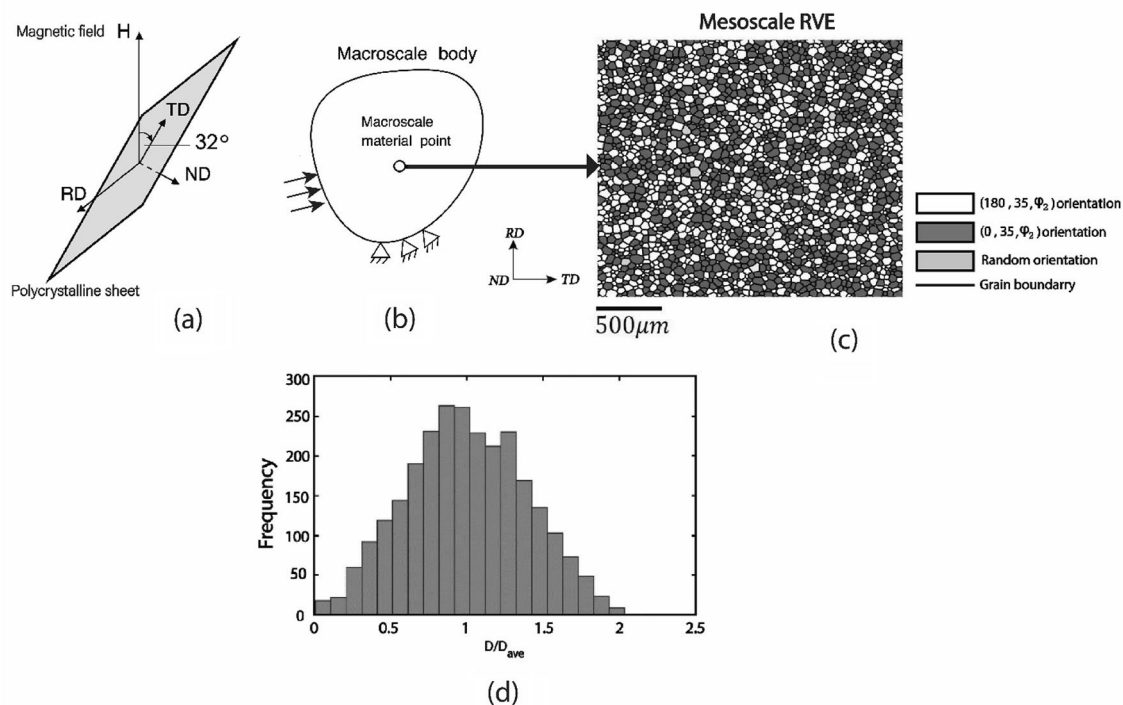 Magnetic field
H
TD
32°
ND
RD
Polycrystalline sheet
(a)
Macroscale body
Macroscale
material point
RD
ND
TD
(b)
Mesoscale RVE
(180, 35, φ₂) orientation
(0, 35, φ₂) orientation
Random orientation
Grain boundarry
500μm
(c)
300
250
200
150
100
50
0
Frequency
0
0.5
1
1.5
2
2.5
D/Dave
(d)